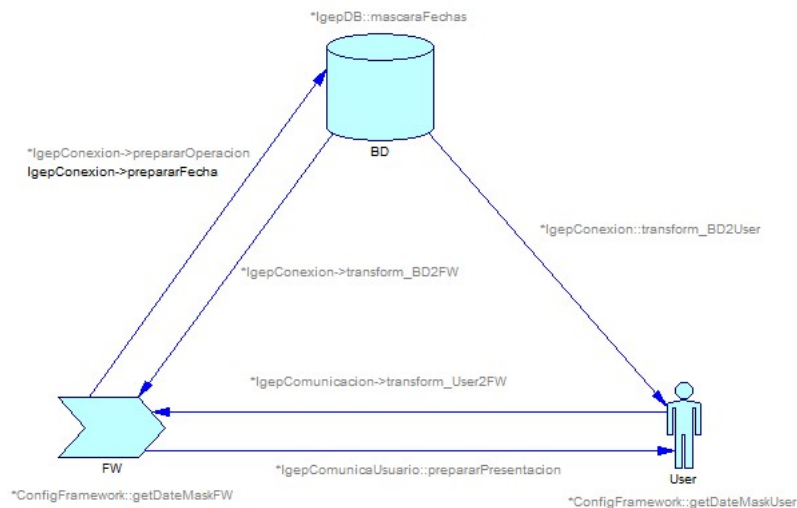 *IgepDB::mascaraFechas
*IgepConexion->prepararOperacion
IgepConexion->prepararFecha
BD
*IgepConexion::transform_BD2User
*IgepConexion->transform_BD2FW
*IgepComunicacion->transform_User2FW
*IgepComunicaUsuario::prepararPresentacion
FW
User
*ConfigFramework::getDateMaskFW
*ConfigFramework::getDateMaskUser